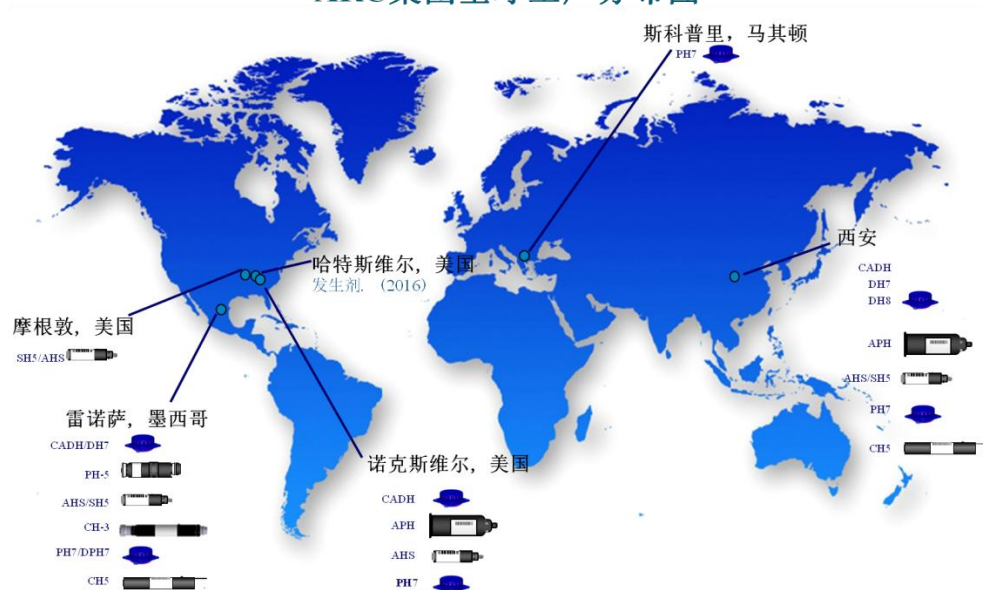 斯科普里，马其顿
PH7
西安
CADH
DH7
DH8
APH
AHS/SH5
PH7
CH5
哈特斯维尔，美国
发生剂. (2016)
摩根敦，美国
SH5/AHS
雷诺萨，墨西哥
CADH/DH7
PH-5
AHS/SH5
CH-3
PH7/DPH7
CH5
诺克斯维尔，美国
CADH
APH
AHS
PH7